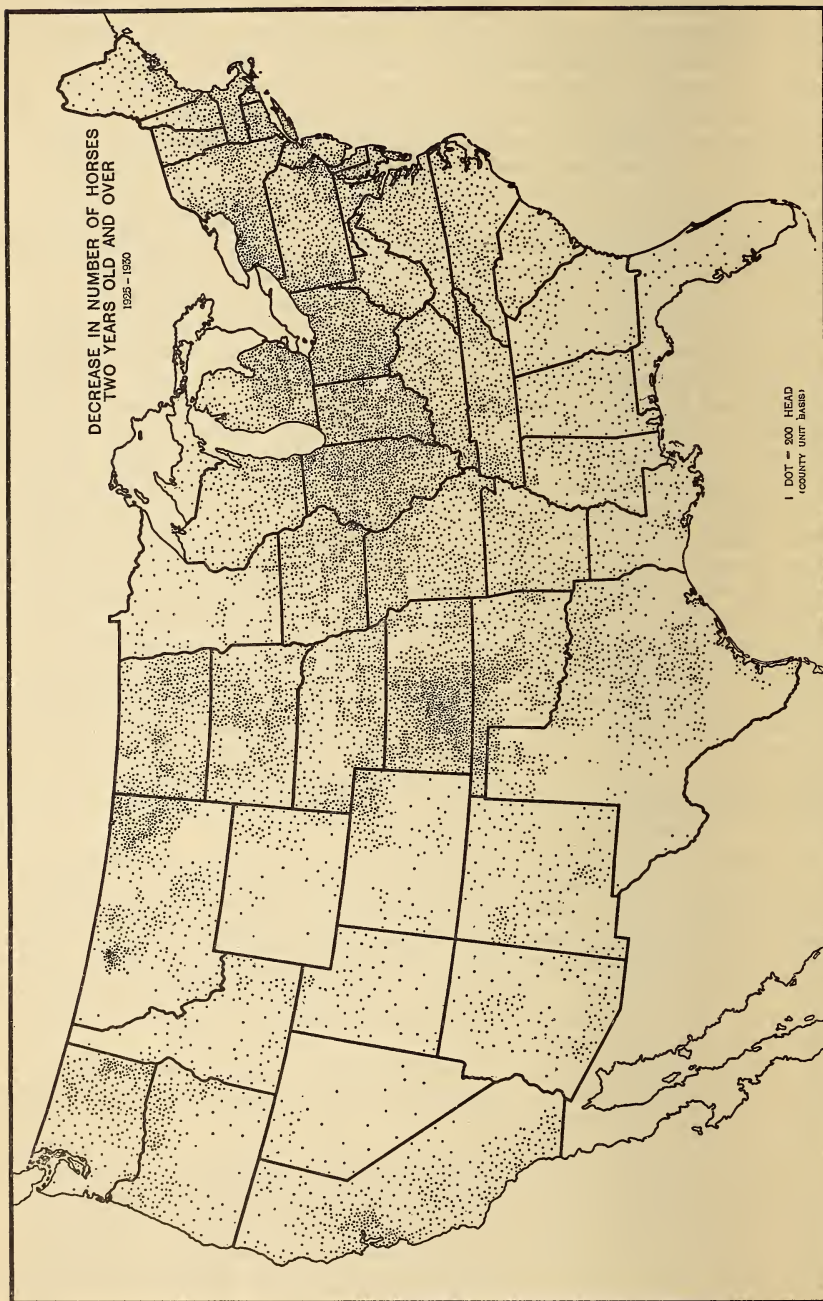 DECREASE IN NUMBER OF HORSES
TWO YEARS OLD AND OVER
1925-1930
1 DOT = 200 HEAD
(COUNTY UNIT BASIS)